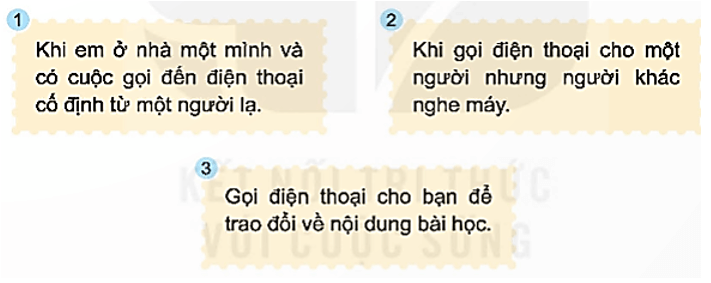 1
Khi em ở nhà một mình và
có cuộc gọi đến điện thoại
cố định từ một người lạ.
2
Khi gọi điện thoại cho một
người nhưng người khác
nghe máy.
3
Gọi điện thoại cho bạn để
trao đổi về nội dung bài học.
KẾT NỐI TRI THỨC
VỚI CUỘC SỐNG